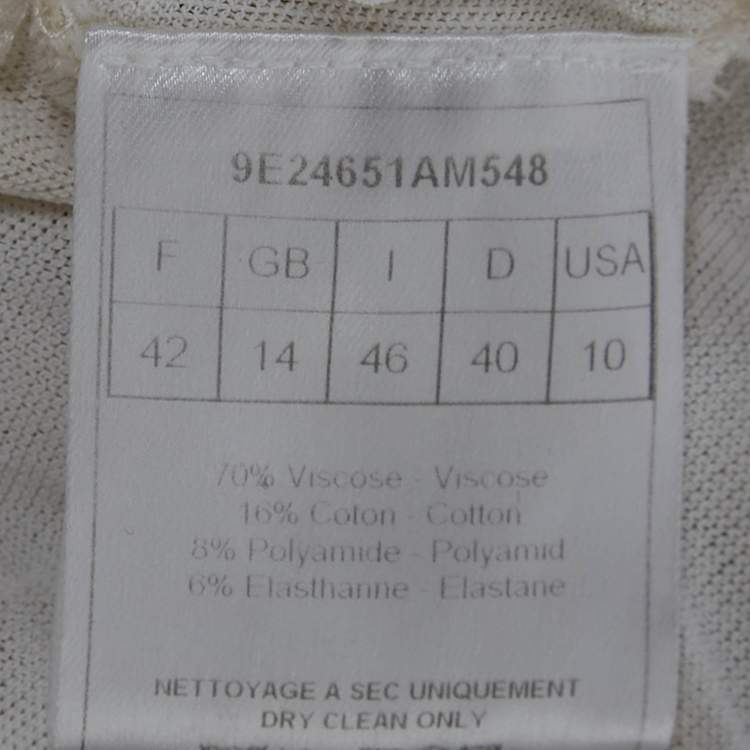 9E24651AM548
F GB I D USA
42 14 46 40 10
70% Viscose - Viscose
16% Coton - Cotton
8% Polyamide - Polyamid
6% Elasthanne - Elastane
NETTOYAGE A SEC UNIQUEMENT
DRY CLEAN ONLY